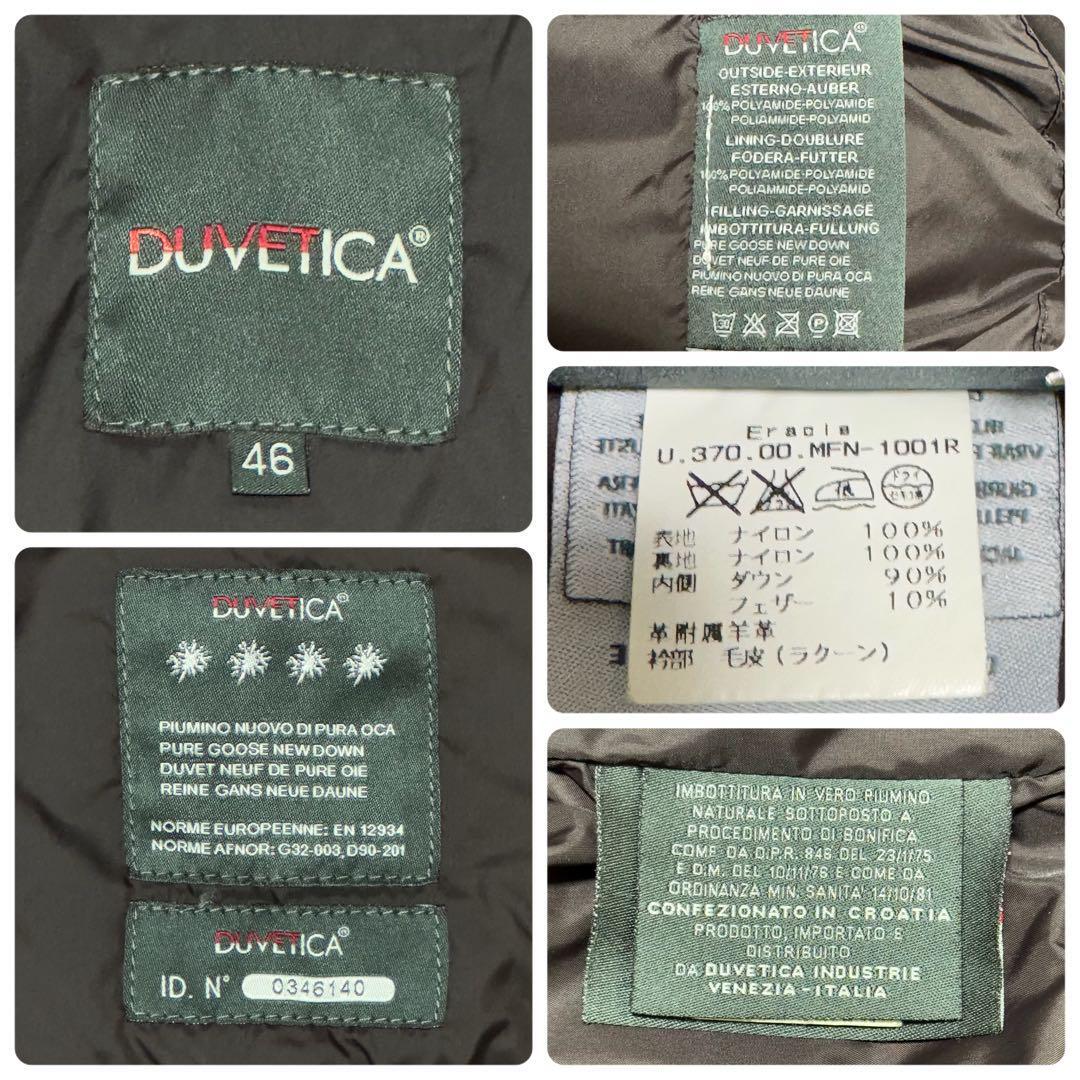 DUVETICA®
46
DUVETICA®
OUTSIDE-EXTERIEUR
ESTERNO-AUBER
100% POLYAMIDE-POLYAMIDE
POLIAMMIDE-POLYAMID
LINING-DOUBLURE
FODERA-FUTTER
100% POLYAMIDE-POLYAMIDE
POLIAMMIDE-POLYAMID
FILLING-GARNISSAGE
IMBOTTITURA-FULLUNG
PURE GOOSE NEW DOWN
DUVET NEUF DE PURE OIE
PIUMINO NUOVO DI PURA OCA
REINE GANS NEUE DAUNE
30
P
Eracle
U.370.00.MFN-1001R
ドライ
表地 ナイロン 100%
裏地 ナイロン 100%
内側 ダウン 90%
フェザー 10%
革附属羊革
衿部 毛皮(ラクーン)
DUVETICA®
PIUMINO NUOVO DI PURA OCA
PURE GOOSE NEW DOWN
DUVET NEUF DE PURE OIE
REINE GANS NEUE DAUNE
NORME EUROPEENNE: EN 12934
NORME AFNOR: G32-003, D90-201
DUVETICA®
ID. N° 0346140
IMBOTTITURA IN VERO PIUMINO
NATURALE SOTTOPOSTO A
PROCEDIMENTO DI BONIFICA
COME DA D.P.R. 846 DEL 23/1/75
E D.M. DEL 10/11/76 E COME DA
ORDINANZA MIN. SANITA' 14/10/81
CONFEZIONATO IN CROATIA
PRODOTTO, IMPORTATO E
DISTRIBUITO
DA DUVETICA INDUSTRIE
VENEZIA-ITALIA